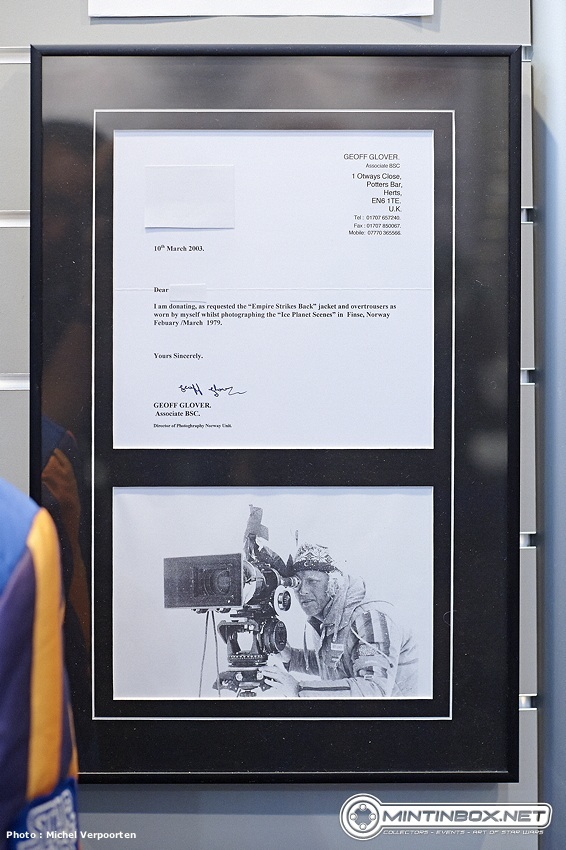 GEOFF GLOVER.
Associate BSC
1 Otways Close,
Potters Bar,
Herts,
EN6 1TE.
U.K.
Tel : 01707 657240.
Fax : 01707 850067.
Mobile: 07770 365566.
10th March 2003.
Dear
I am donating, as requested the "Empire Strikes Back" jacket and overtrousers as
worn by myself whilst photographing the "Ice Planet Scenes" in Finse, Norway
Febuary /March 1979.
Yours Sincerely.
Geoff Glover
GEOFF GLOVER.
Associate BSC.
Director of Photoghraphy Norway Unit.
Photo : Michel Verpoorten
MINTINBOX.NET
COLLECTORS - EVENTS - ART OF STAR WARS